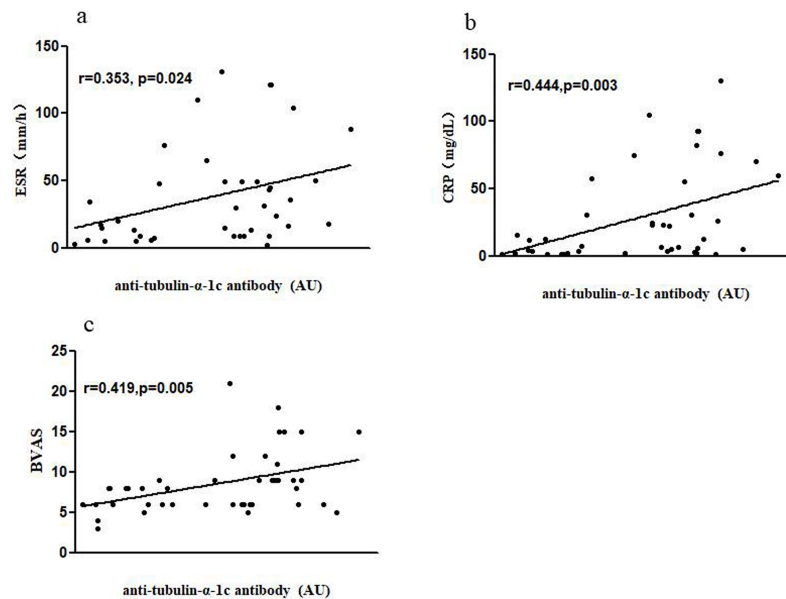 a
150
r=0.353, p=0.024
100
ESR（mm/h）
50
0
anti-tubulin-α-1c antibody (AU)
b
150
r=0.444,p=0.003
100
CRP（mg/dL）
50
0
anti-tubulin-α-1c antibody (AU)
c
25
20
r=0.419,p=0.005
15
BVAS
10
5
0
anti-tubulin-α-1c antibody (AU)